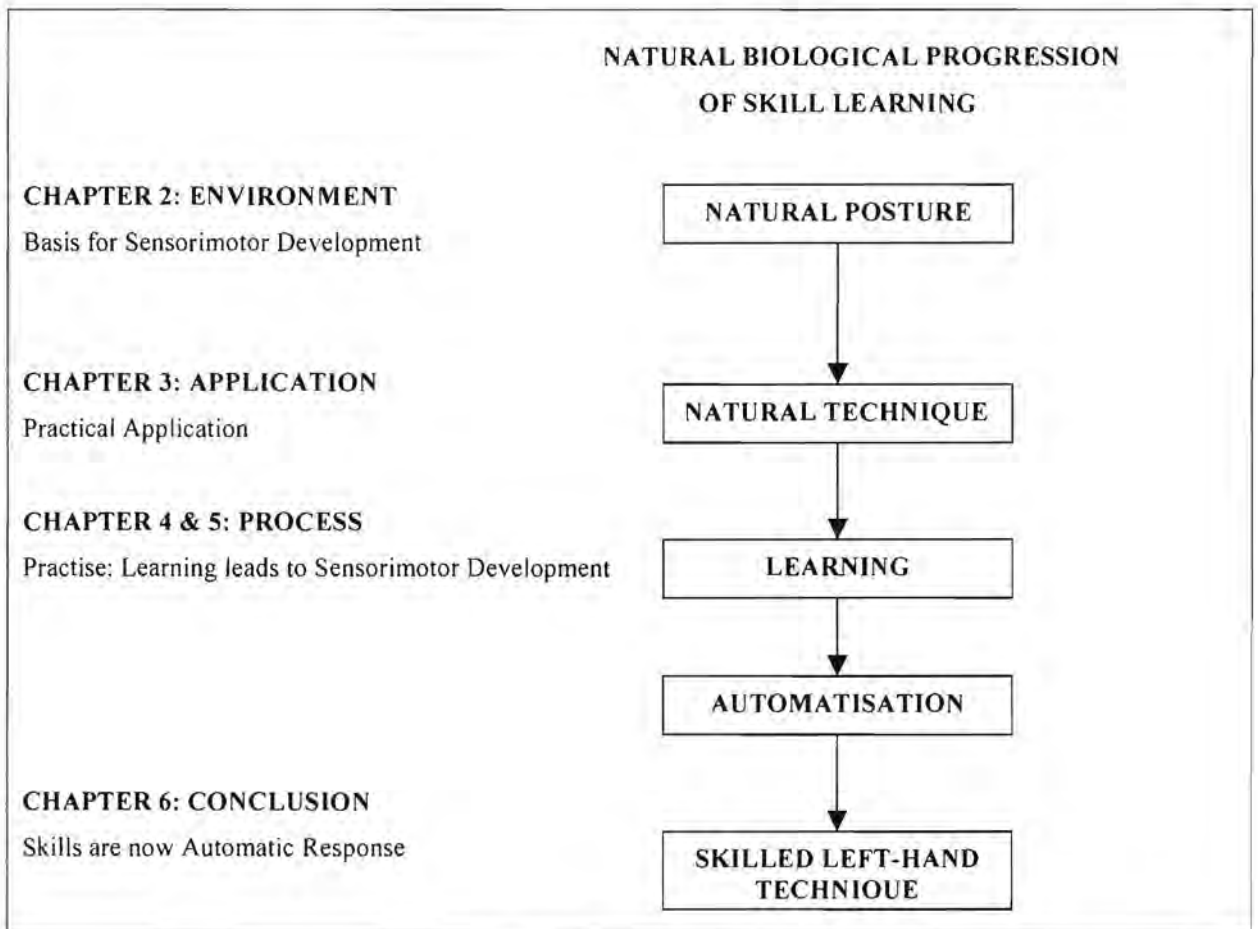 NATURAL BIOLOGICAL PROGRESSION
OF SKILL LEARNING
CHAPTER 2: ENVIRONMENT
Basis for Sensorimotor Development
NATURAL POSTURE
CHAPTER 3: APPLICATION
Practical Application
NATURAL TECHNIQUE
CHAPTER 4 & 5: PROCESS
Practise: Learning leads to Sensorimotor Development
LEARNING
AUTOMATISATION
CHAPTER 6: CONCLUSION
Skills are now Automatic Response
SKILLED LEFT-HAND
TECHNIQUE